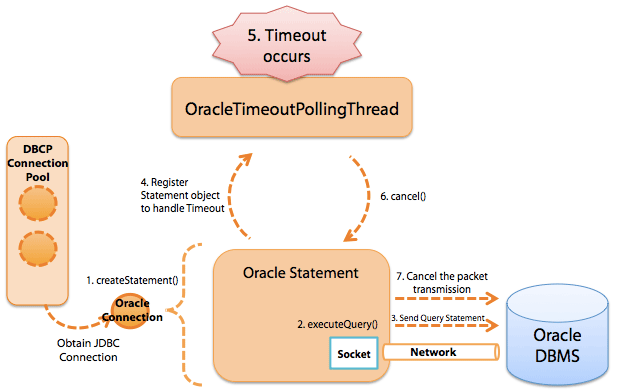 5. Timeout
occurs
OracleTimeoutPollingThread
DBCP
Connection
Pool
4. Register
Statement object
to handle Timeout
6. cancel()
1. createStatement()
Oracle
Connection
Obtain JDBC
Connection
Oracle Statement
2. executeQuery()
Socket
7. Cancel the packet
transmission
3. Send Query Statement
Network
Oracle
DBMS